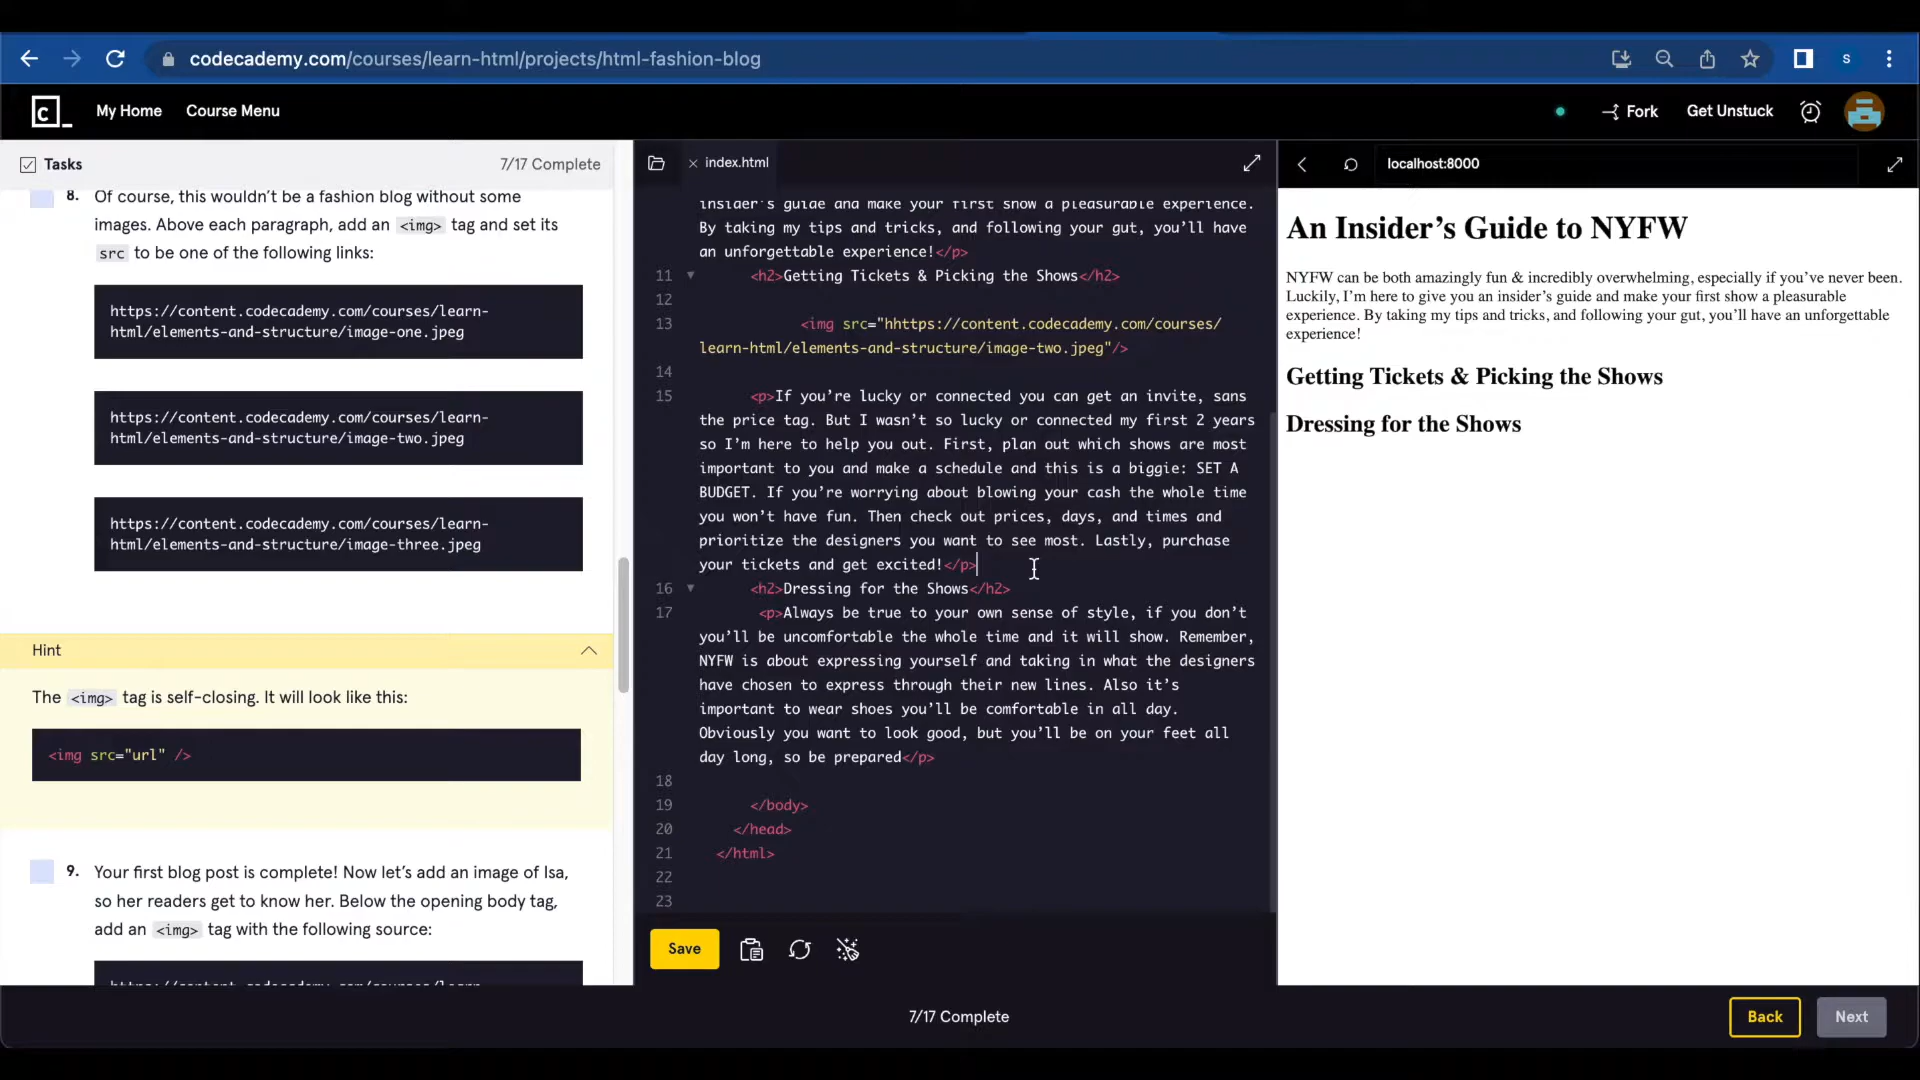 codecademy.com/courses/learn-html/projects/html-fashion-blog
s
c_
My Home
Course Menu
Fork
Get Unstuck
Tasks
7/17 Complete
8. Of course, this wouldn’t be a fashion blog without some
images. Above each paragraph, add an <img> tag and set its
src to be one of the following links:
https://content.codecademy.com/courses/learn-
html/elements-and-structure/image-one.jpeg
https://content.codecademy.com/courses/learn-
html/elements-and-structure/image-two.jpeg
https://content.codecademy.com/courses/learn-
html/elements-and-structure/image-three.jpeg
Hint
The <img> tag is self-closing. It will look like this:
<img src="url" />
9. Your first blog post is complete! Now let’s add an image of Isa,
so her readers get to know her. Below the opening body tag,
add an <img> tag with the following source:
https://content.codecademy.com/courses/learn-
index.html
insider’s guide and make your first show a pleasurable experience.
By taking my tips and tricks, and following your gut, you’ll have
an unforgettable experience!</p>
11 <h2>Getting Tickets & Picking the Shows</h2>
12
13 <img src="hhttps://content.codecademy.com/courses/
learn-html/elements-and-structure/image-two.jpeg"/>
14
15 <p>If you’re lucky or connected you can get an invite, sans
the price tag. But I wasn’t so lucky or connected my first 2 years
so I’m here to help you out. First, plan out which shows are most
important to you and make a schedule and this is a biggie: SET A
BUDGET. If you’re worrying about blowing your cash the whole time
you won’t have fun. Then check out prices, days, and times and
prioritize the designers you want to see most. Lastly, purchase
your tickets and get excited!</p>
16 <h2>Dressing for the Shows</h2>
17 <p>Always be true to your own sense of style, if you don’t
you’ll be uncomfortable the whole time and it will show. Remember,
NYFW is about expressing yourself and taking in what the designers
have chosen to express through their new lines. Also it’s
important to wear shoes you’ll be comfortable in all day.
Obviously you want to look good, but you’ll be on your feet all
day long, so be prepared</p>
18
19 </body>
20 </head>
21 </html>
22
23
Save
localhost:8000
An Insider’s Guide to NYFW
NYFW can be both amazingly fun & incredibly overwhelming, especially if you’ve never been.
Luckily, I’m here to give you an insider’s guide and make your first show a pleasurable
experience. By taking my tips and tricks, and following your gut, you’ll have an unforgettable
experience!
Getting Tickets & Picking the Shows
Dressing for the Shows
7/17 Complete
Back
Next